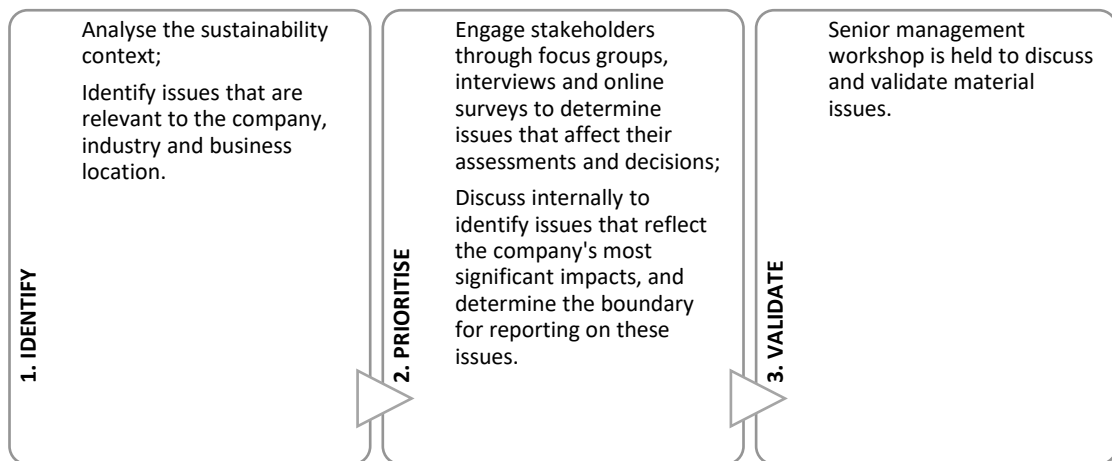 1. IDENTIFY
Analyse the sustainability
context;
Identify issues that are
relevant to the company,
industry and business
location.
2. PRIORITISE
Engage stakeholders
through focus groups,
interviews and online
surveys to determine
issues that affect their
assessments and decisions;
Discuss internally to
identify issues that reflect
the company's most
significant impacts, and
determine the boundary
for reporting on these
issues.
3. VALIDATE
Senior management
workshop is held to discuss
and validate material
issues.